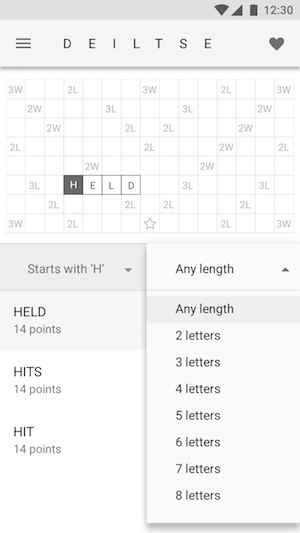 12:30
D E I L T S E
3W 2L 3W 2L 3W
2W 3L 3L 2W
2W 2L 2L 2W
2L 2W 2L
2W 2W
3L H E L D 3L 3L
2L 2L 2L 2W
3W 2L 2L 3W
Starts with ‘H’
Any length
HELD
14 points
HITS
14 points
HIT
14 points
Any length
2 letters
3 letters
4 letters
5 letters
6 letters
7 letters
8 letters